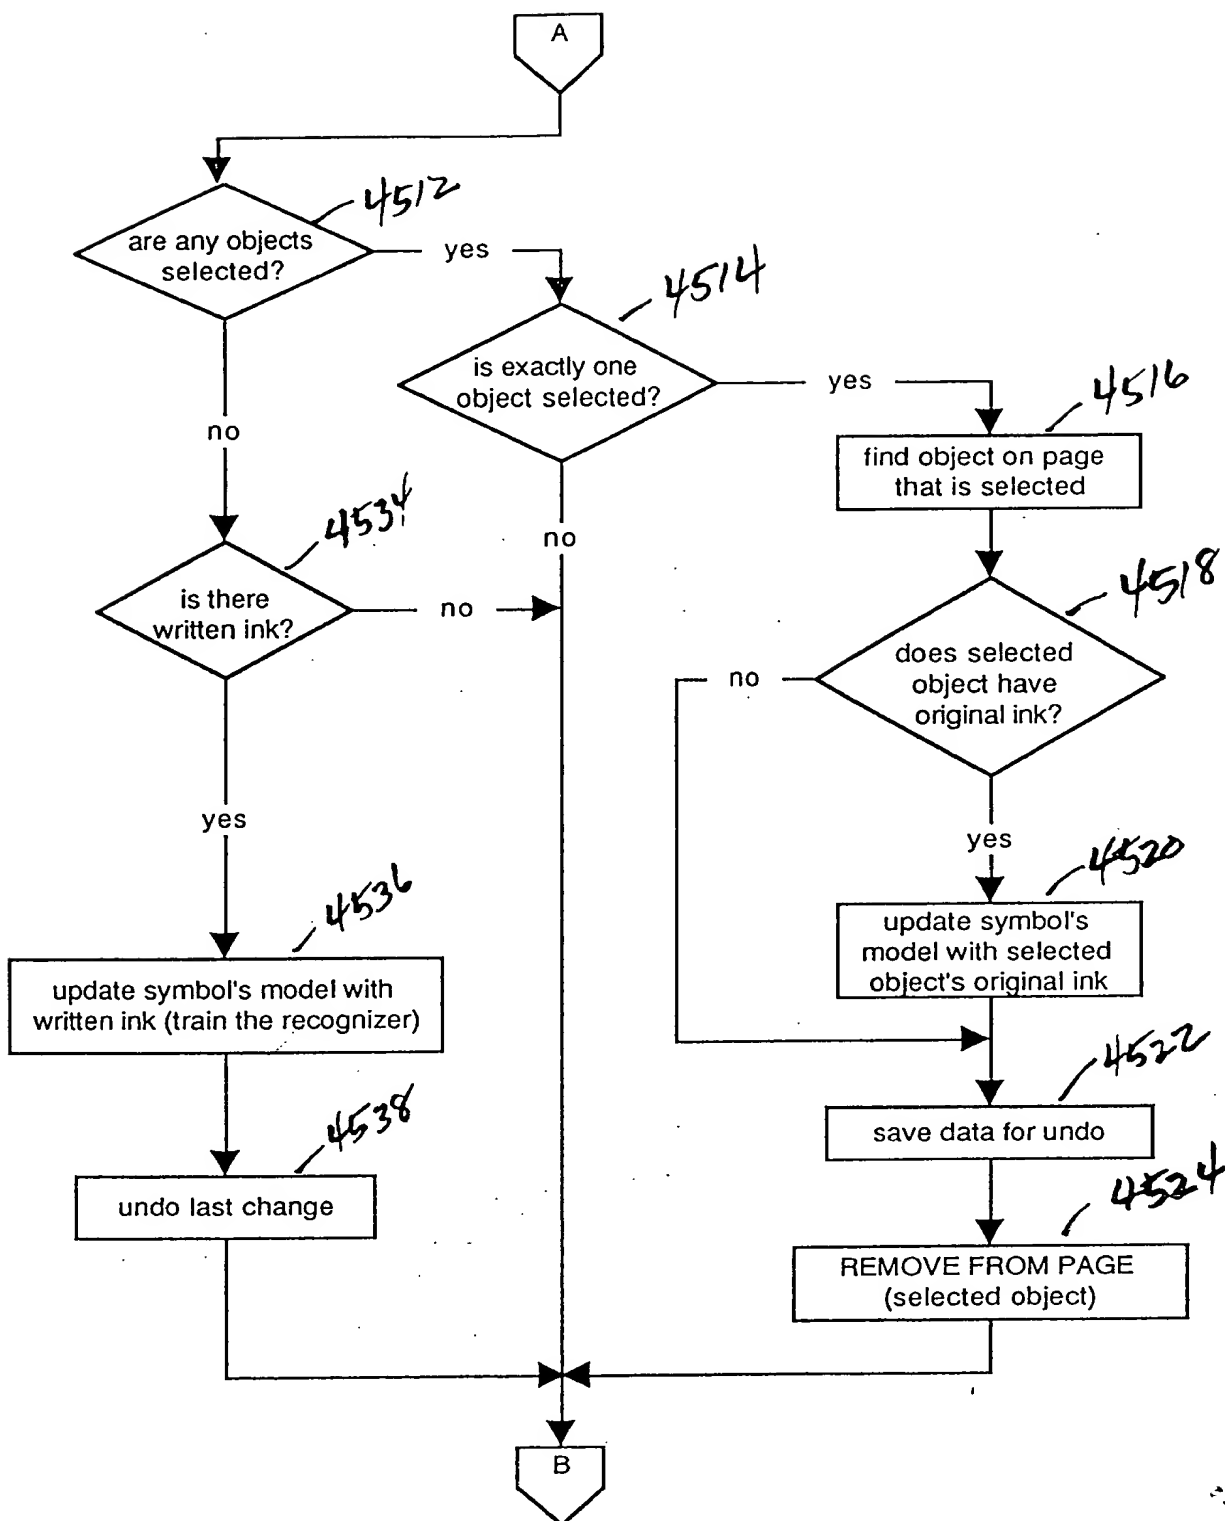 A
4512
are any objects
selected?
yes
4514
is exactly one
object selected?
yes
4516
find object on page
that is selected
no
4534
is there
written ink?
no
no
4518
does selected
object have
original ink?
no
yes
yes
4520
update symbol's
model with selected
object's original ink
4536
update symbol's model with
written ink (train the recognizer)
4522
save data for undo
4538
undo last change
4524
REMOVE FROM PAGE
(selected object)
B